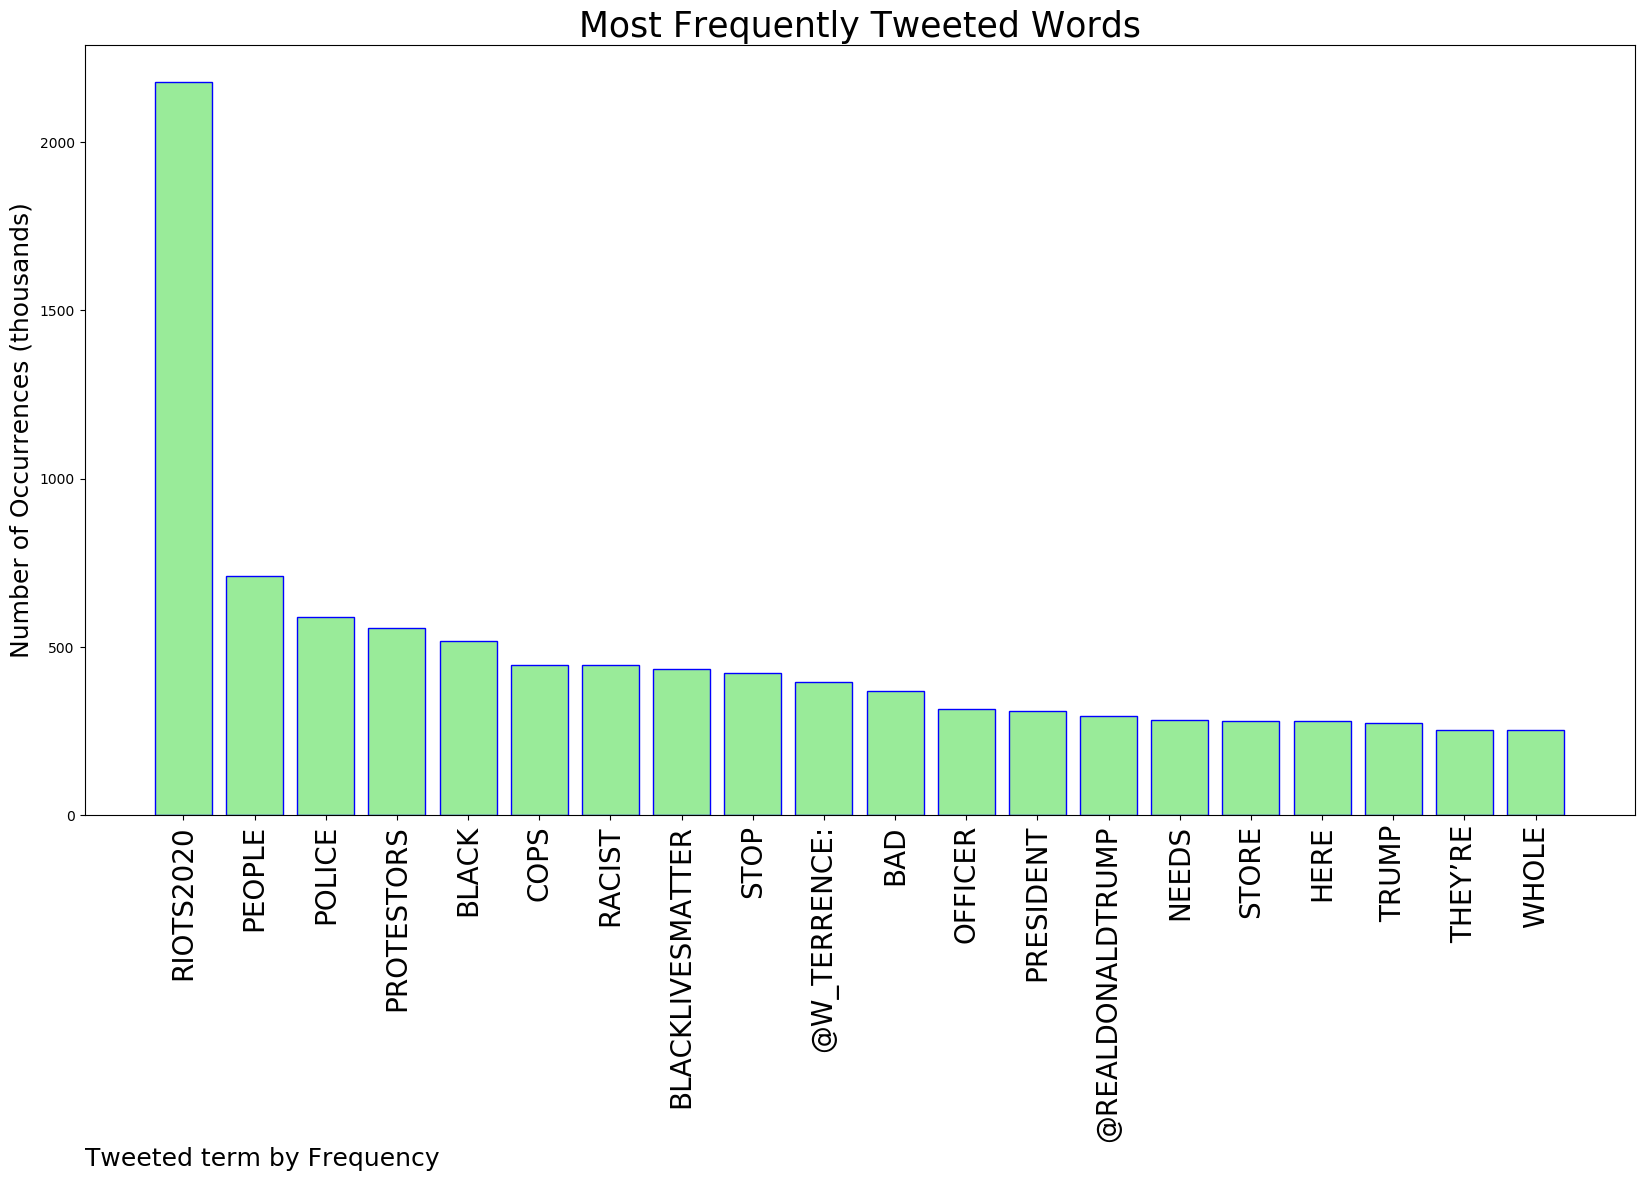 Most Frequently Tweeted Words
Number of Occurrences (thousands)
2000
1500
1000
500
0
RIOTS2020
PEOPLE
POLICE
PROTESTORS
BLACK
COPS
RACIST
BLACKLIVESMATTER
STOP
@W_TERRENCE:
BAD
OFFICER
PRESIDENT
@REALDONALDTRUMP
NEEDS
STORE
HERE
TRUMP
THEY’RE
WHOLE
Tweeted term by Frequency